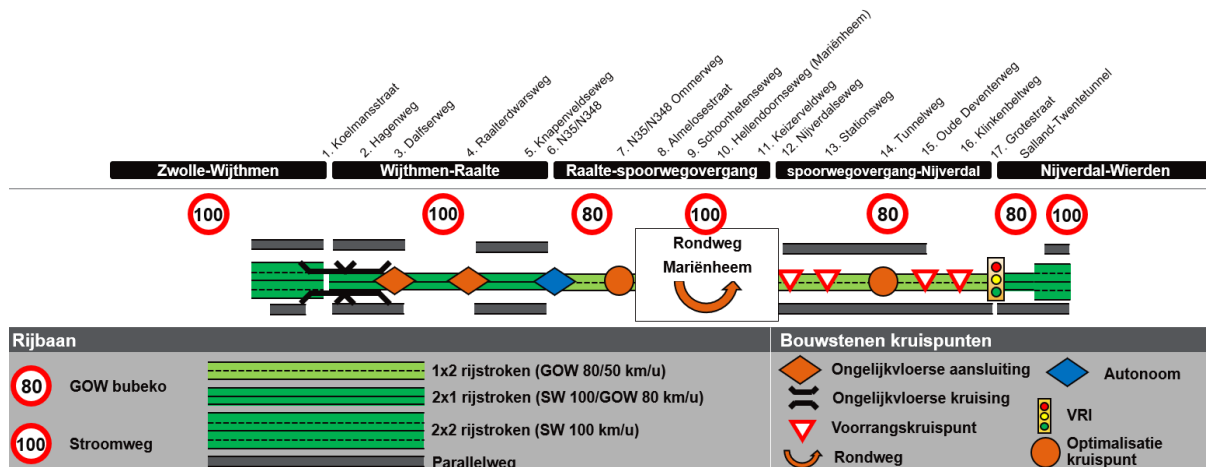 1. Koelmansstraat
2. Hagenweg
3. Dalfserweg
4. Raalterdwarsweg
5. Knapenveldseweg
6. N35/N348
7. N35/N348 Ommerweg
8. Almelosestraat
9. Schoonhetenseweg
10. Hellendoornseweg (Mariënheem)
11. Keizerveldweg
12. Nijverdalseweg
13. Stationsweg
14. Tunnelweg
15. Oude Deventerweg
16. Klinkenbeltweg
17. Grotestraat
Salland-Twentetunnel
Zwolle-Wijthmen
Wijthmen-Raalte
Raalte-spoorwegovergang
spoorwegovergang-Nijverdal
Nijverdal-Wierden
100
100
80
100
80
80
100
Rondweg
Mariënheem
Rijbaan
80
GOW bubeko
100
Stroomweg
1x2 rijstroken (GOW 80/50 km/u)
2x1 rijstroken (SW 100/GOW 80 km/u)
2x2 rijstroken (SW 100 km/u)
Parallelweg
Bouwstenen kruispunten
Ongelijkvloerse aansluiting
Ongelijkvloerse kruising
Voorrangskruispunt
Rondweg
Autonoom
VRI
Optimalisatie
kruispunt